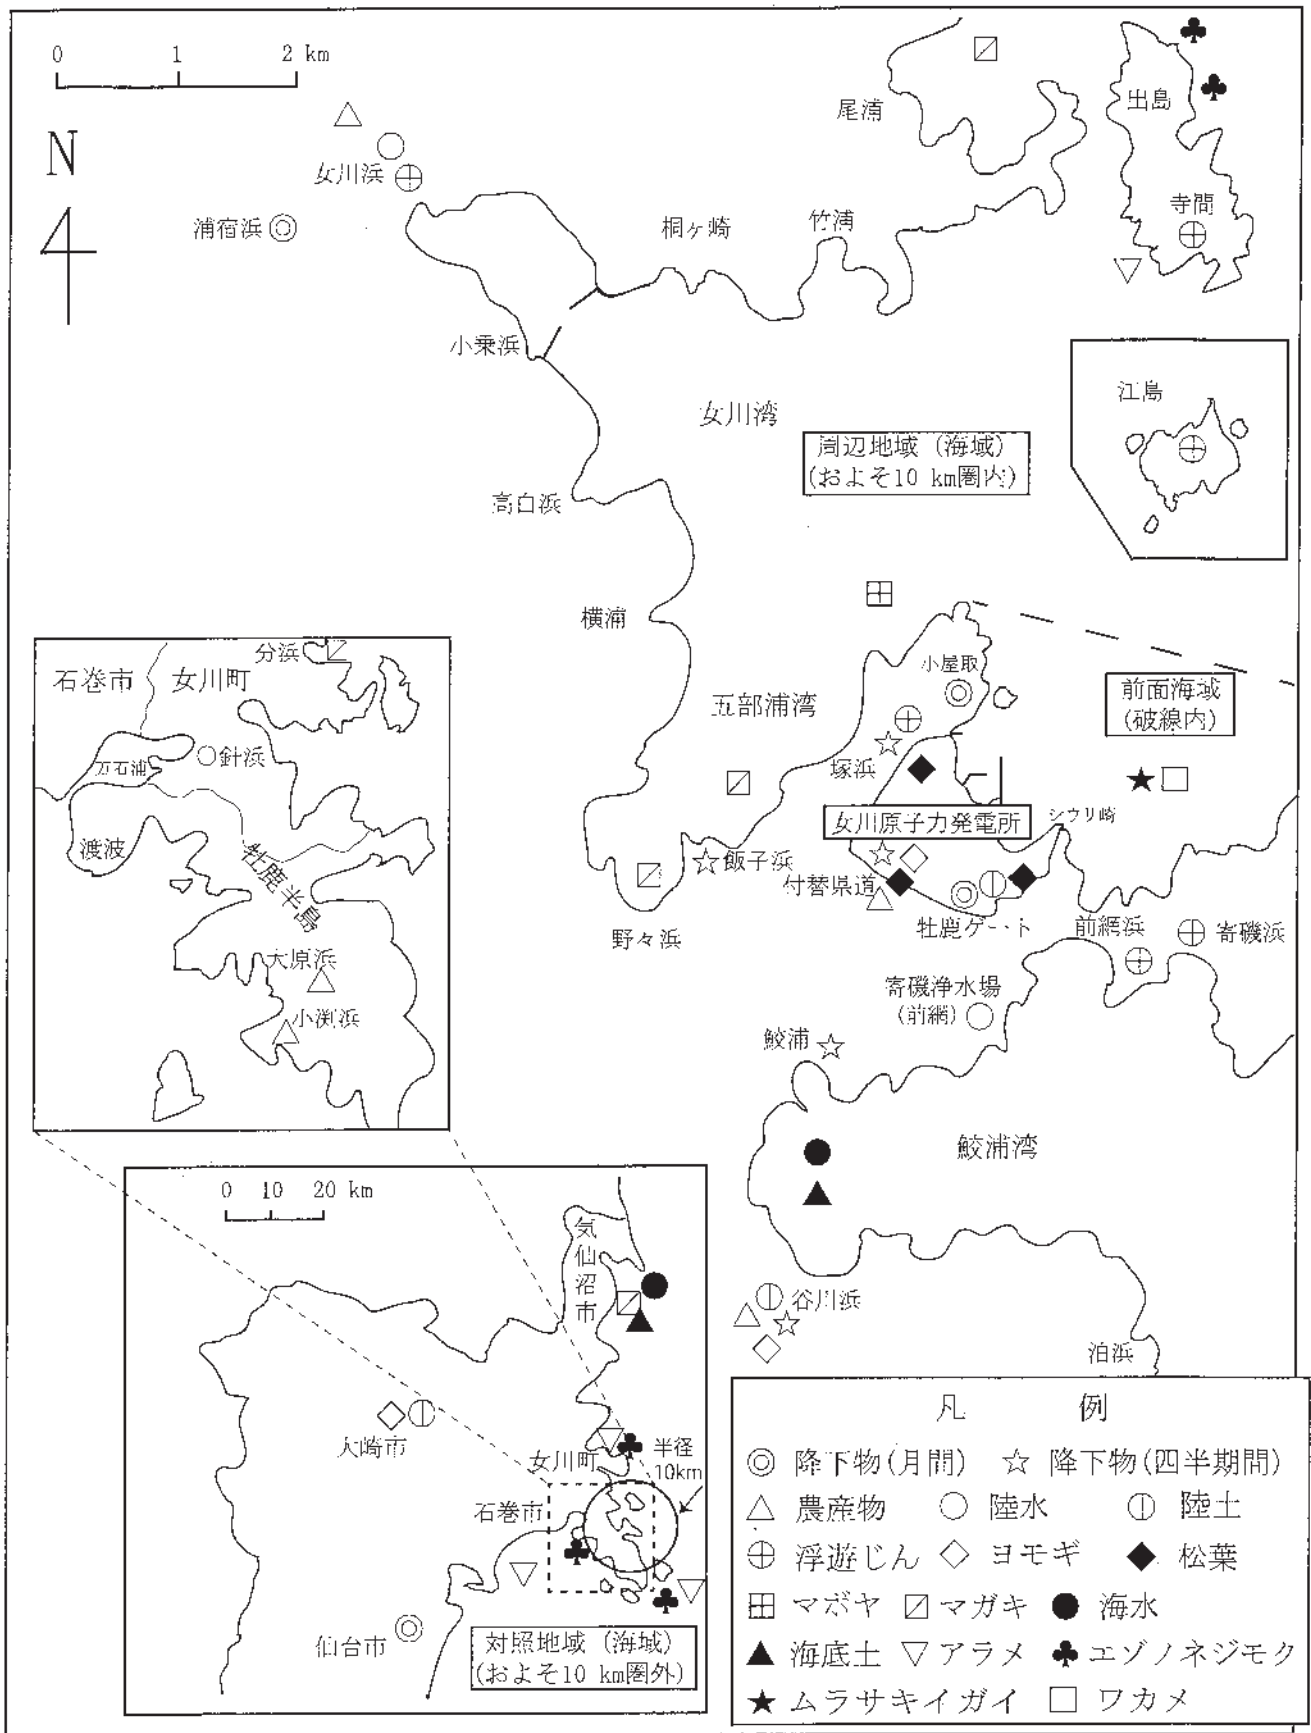 0 1 2 km
N
尾浦
出島
女川浜
浦宿浜
桐ヶ崎
竹浦
寺間
小乗浜
女川湾
江島
周辺地域（海域）
(およそ10 km圏内)
高白浜
横浦
小屋取
前面海域
(破線内)
五部浦湾
塚浜
女川原子力発電所
シウリ崎
飯子浜
付替県道
野々浜
牡鹿ゲート
前網浜
寄磯浜
寄磯浄水場
(前網)
鮫浦
鮫浦湾
谷川浜
泊浜
分浜
石巻市
女川町
万石浦
針浜
渡波
牡鹿半島
大原浜
小渕浜
0 10 20 km
気仙沼市
大崎市
女川町
半径
10km
石巻市
仙台市
対照地域（海域）
(およそ10 km圏外)
凡 例
◎ 降下物(月間) ☆ 降下物(四半期間)
△ 農産物 ○ 陸水 ⦶ 陸土
⊕ 浮遊じん ◇ ヨモギ ◆ 松葉
⊞ マボヤ ⧄ マガキ ● 海水
▲ 海底土 ▽ アラメ ♣ エゾノネジモク
★ ムラサキイガイ □ ワカメ